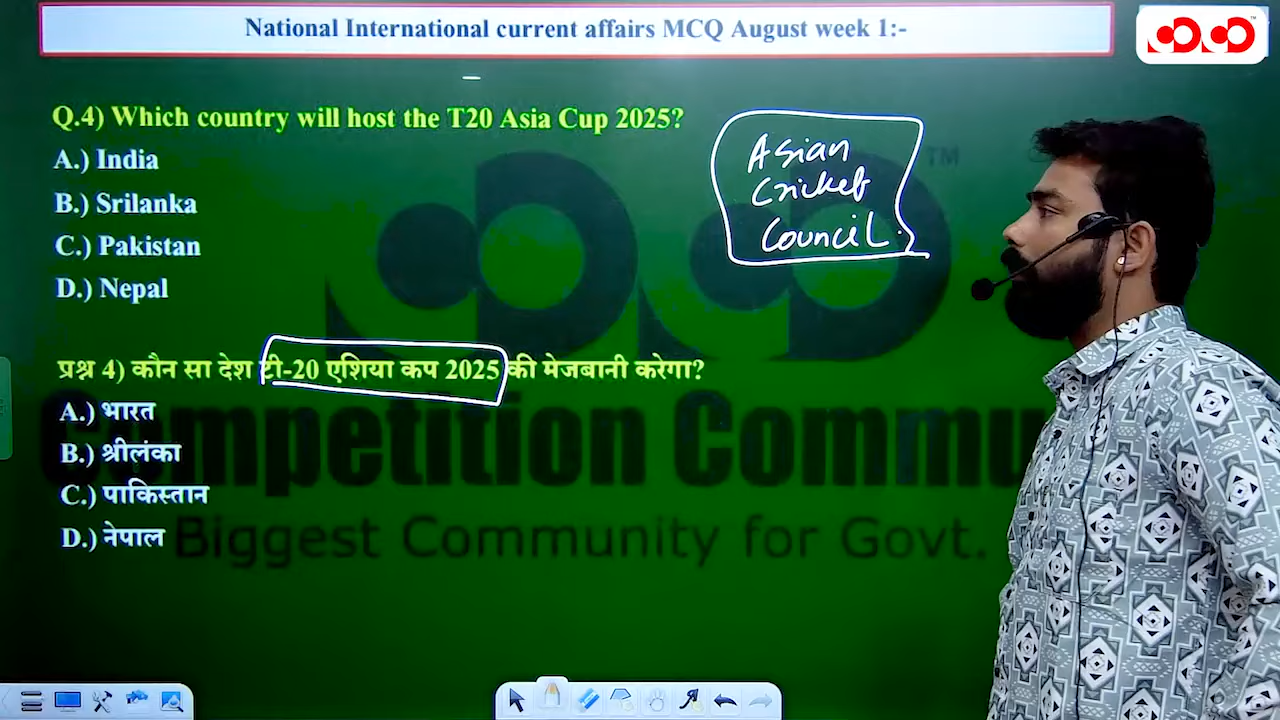 National International current affairs MCQ August week 1:-
Q.4) Which country will host the T20 Asia Cup 2025?
A.) India
B.) Srilanka
C.) Pakistan
D.) Nepal
Asian
Cricket
Council.
TM
प्रश्न 4) कौन सा देश टी-20 एशिया कप 2025 की मेजबानी करेगा?
A.) भारत
B.) श्रीलंका
C.) पाकिस्तान
D.) नेपाल
Competition Commu
Biggest Community for Govt.